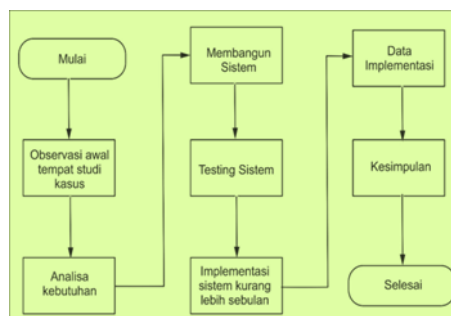 Mulai
Observasi awal
tempat studi
kasus
Analisa
kebutuhan
Membangun
Sistem
Testing Sistem
Implementasi
sistem kurang
lebih sebulan
Data
Implementasi
Kesimpulan
Selesai